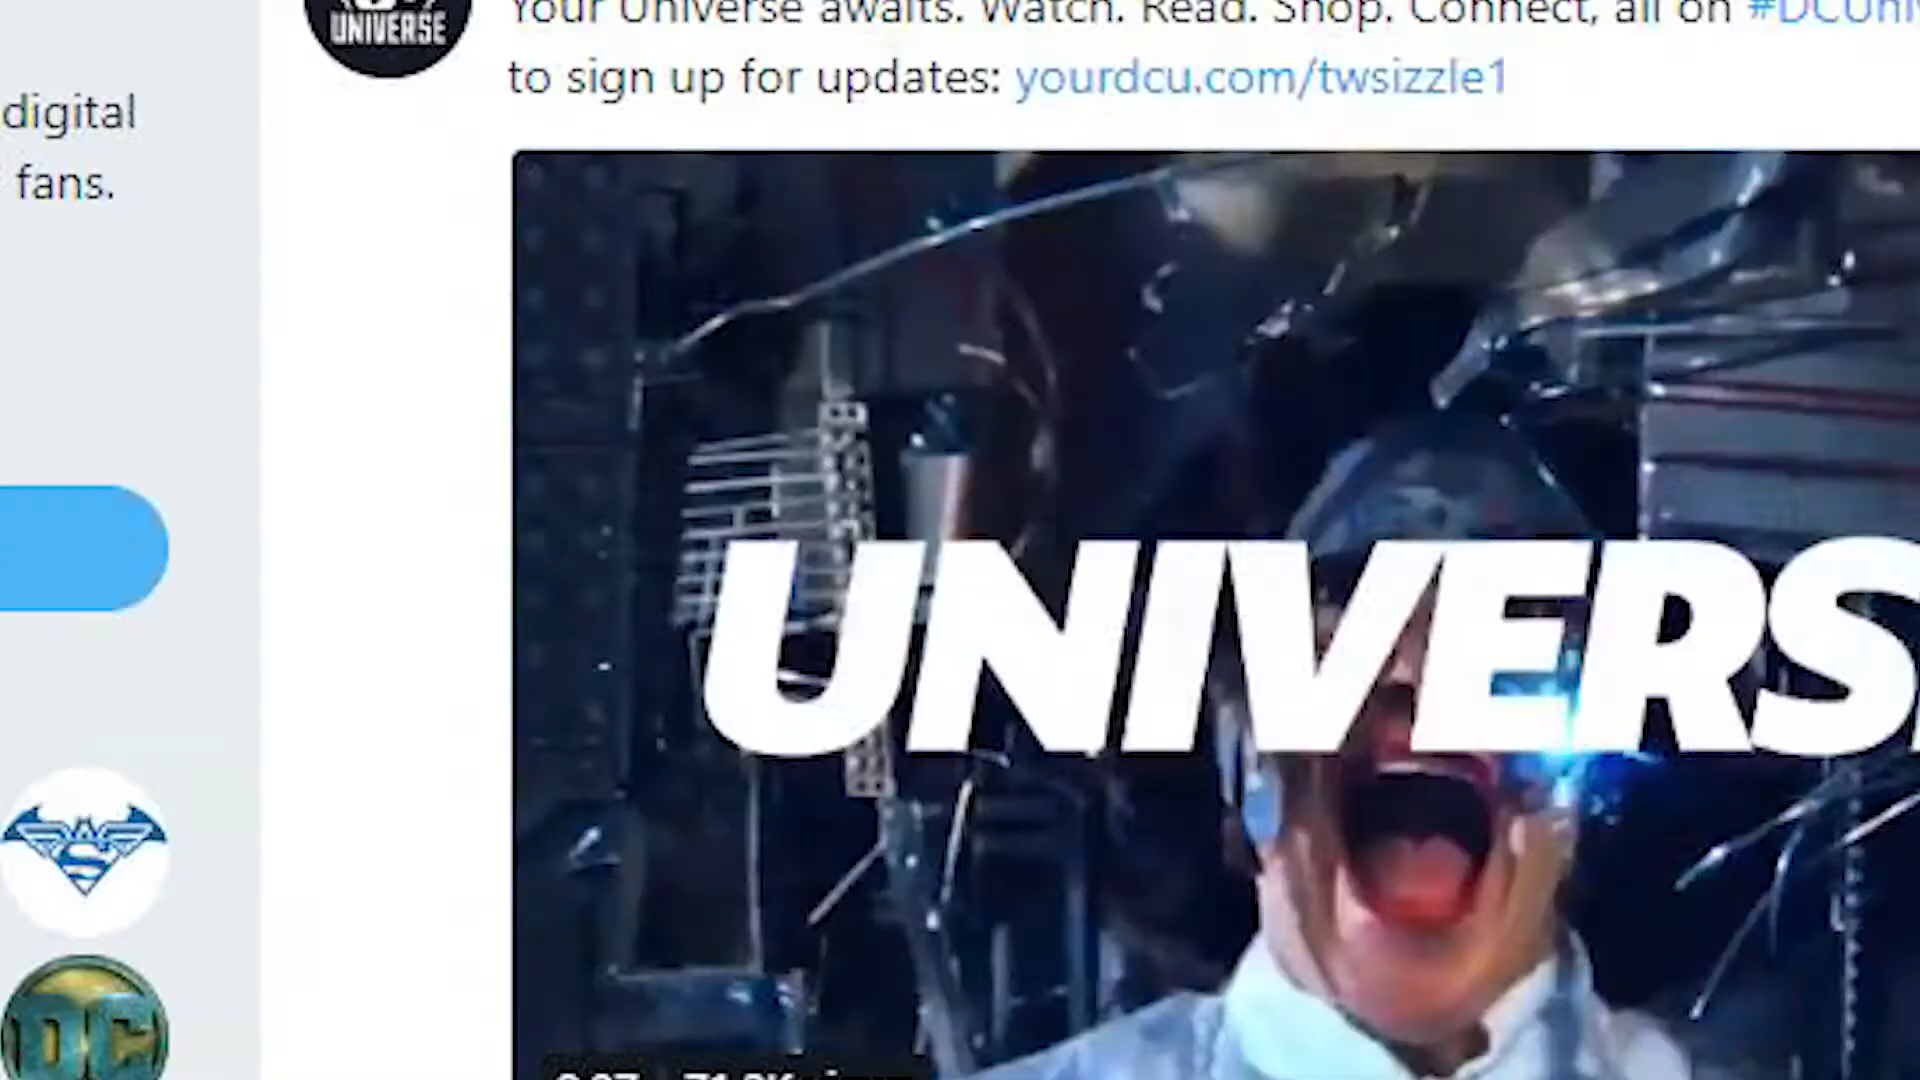 UNIVERSE
Your Universe awaits. Watch. Read. Shop. Connect, all on
to sign up for updates: yourdcu.com/twsizzle1
digital
fans.
UNIVERS
DC